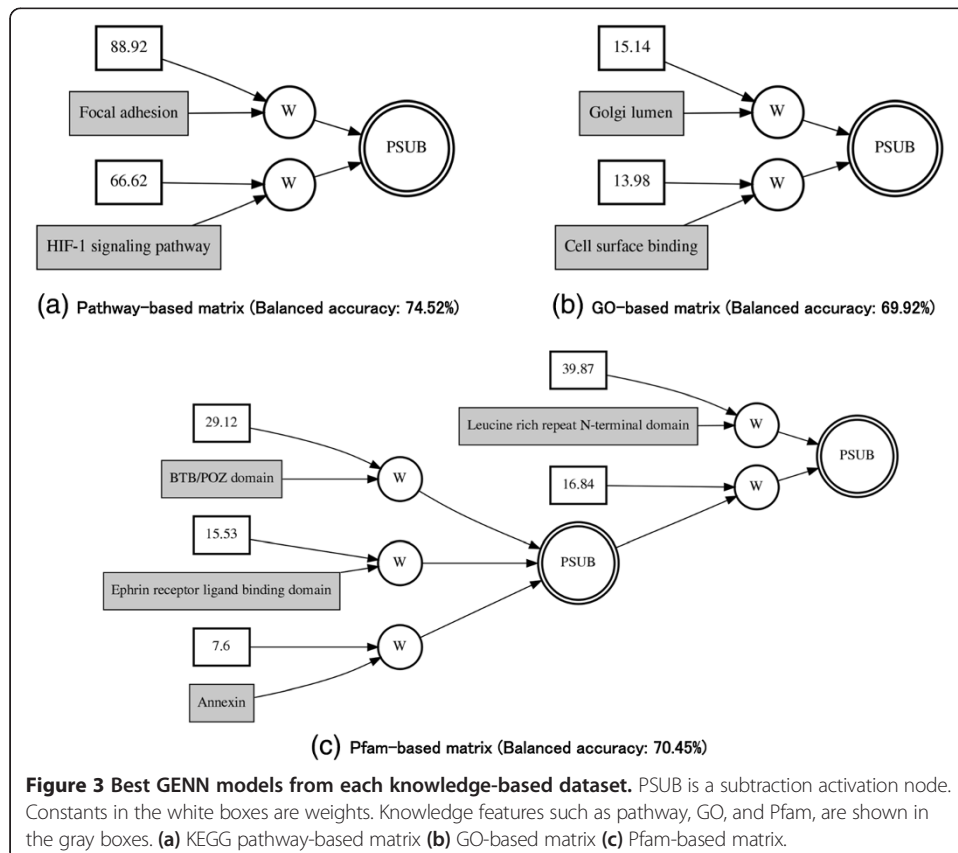 88.92
Focal adhesion
W
PSUB
66.62
W
HIF-1 signaling pathway
(a) Pathway-based matrix (Balanced accuracy: 74.52%)
15.14
Golgi lumen
W
PSUB
13.98
W
Cell surface binding
(b) GO-based matrix (Balanced accuracy: 69.92%)
39.87
Leucine rich repeat N-terminal domain
W
PSUB
16.84
W
29.12
BTB/POZ domain
W
15.53
Ephrin receptor ligand binding domain
W
PSUB
7.6
W
Annexin
(c) Pfam-based matrix (Balanced accuracy: 70.45%)
Figure 3 Best GENN models from each knowledge-based dataset. PSUB is a subtraction activation node.
Constants in the white boxes are weights. Knowledge features such as pathway, GO, and Pfam, are shown in
the gray boxes. (a) KEGG pathway-based matrix (b) GO-based matrix (c) Pfam-based matrix.